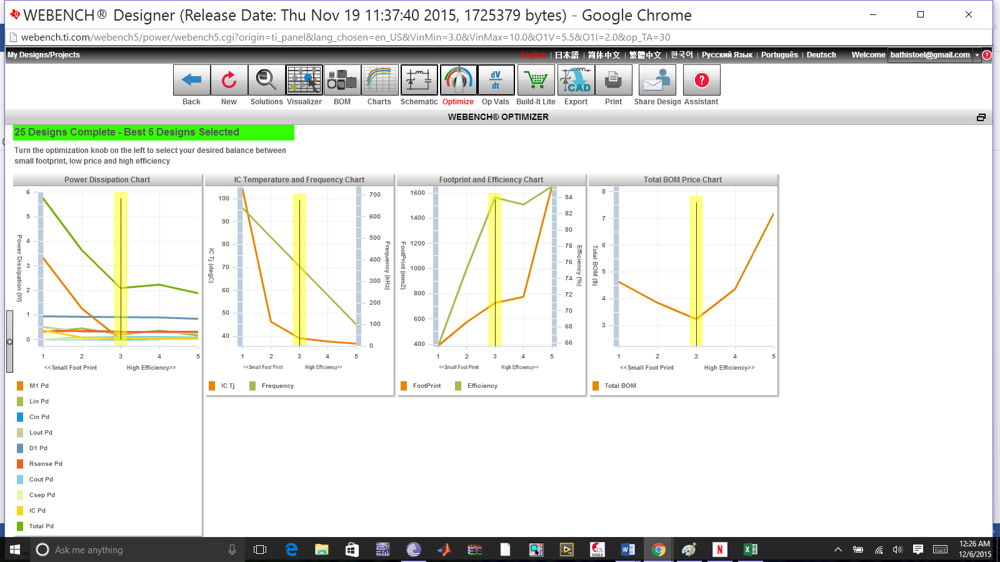 WEBENCH® Designer (Release Date: Thu Nov 19 11:37:40 2015, 1725379 bytes) - Google Chrome
webench.ti.com/webench5/power/webench5.cgi?origin=ti_panel&lang_chosen=en_US&VinMin=3.0&VinMax=10.0&O1V=5.5&O1I=2.0&op_TA=30
My Designs/Projects English | 日本語 | 简体中文 | 繁體中文 | 한국어 | Русский Язык | Português | Deutsch Welcome bathistoel@gmail.com ?
dV
dt
CAD
?
Back New Solutions Visualizer BOM Charts Schematic Optimize Op Vals Build-It Lite Export Print Share Design Assistant
WEBENCH® OPTIMIZER
25 Designs Complete - Best 5 Designs Selected
Turn the optimization knob on the left to select your desired balance between
small footprint, low price and high efficiency
Power Dissipation Chart
6
5
4
3
2
1
0
Power Dissipation (W)
1 2 3 4 5
<<Small Foot Print High Efficiency>>
M1 Pd
Lin Pd
Cin Pd
Lout Pd
D1 Pd
Rsense Pd
Cout Pd
Csep Pd
IC Pd
Total Pd
IC Temperature and Frequency Chart
100
90
80
70
60
50
40
IC Tj (degC)
700
600
500
400
300
200
100
0
Frequency (kHz)
1 2 3 4 5
<<Small Foot Print High Efficiency>>
IC Tj Frequency
Footprint and Efficiency Chart
1600
1400
1200
1000
800
600
400
FootPrint (mm2)
84
82
80
78
76
74
72
70
68
66
Efficiency (%)
1 2 3 4 5
<<Small Foot Print High Efficiency>>
FootPrint Efficiency
Total BOM Price Chart
8
7
6
5
4
3
Total BOM ($)
1 2 3 4 5
<<Small Foot Print High Efficiency>>
Total BOM
Ask me anything
12:26 AM
12/6/2015